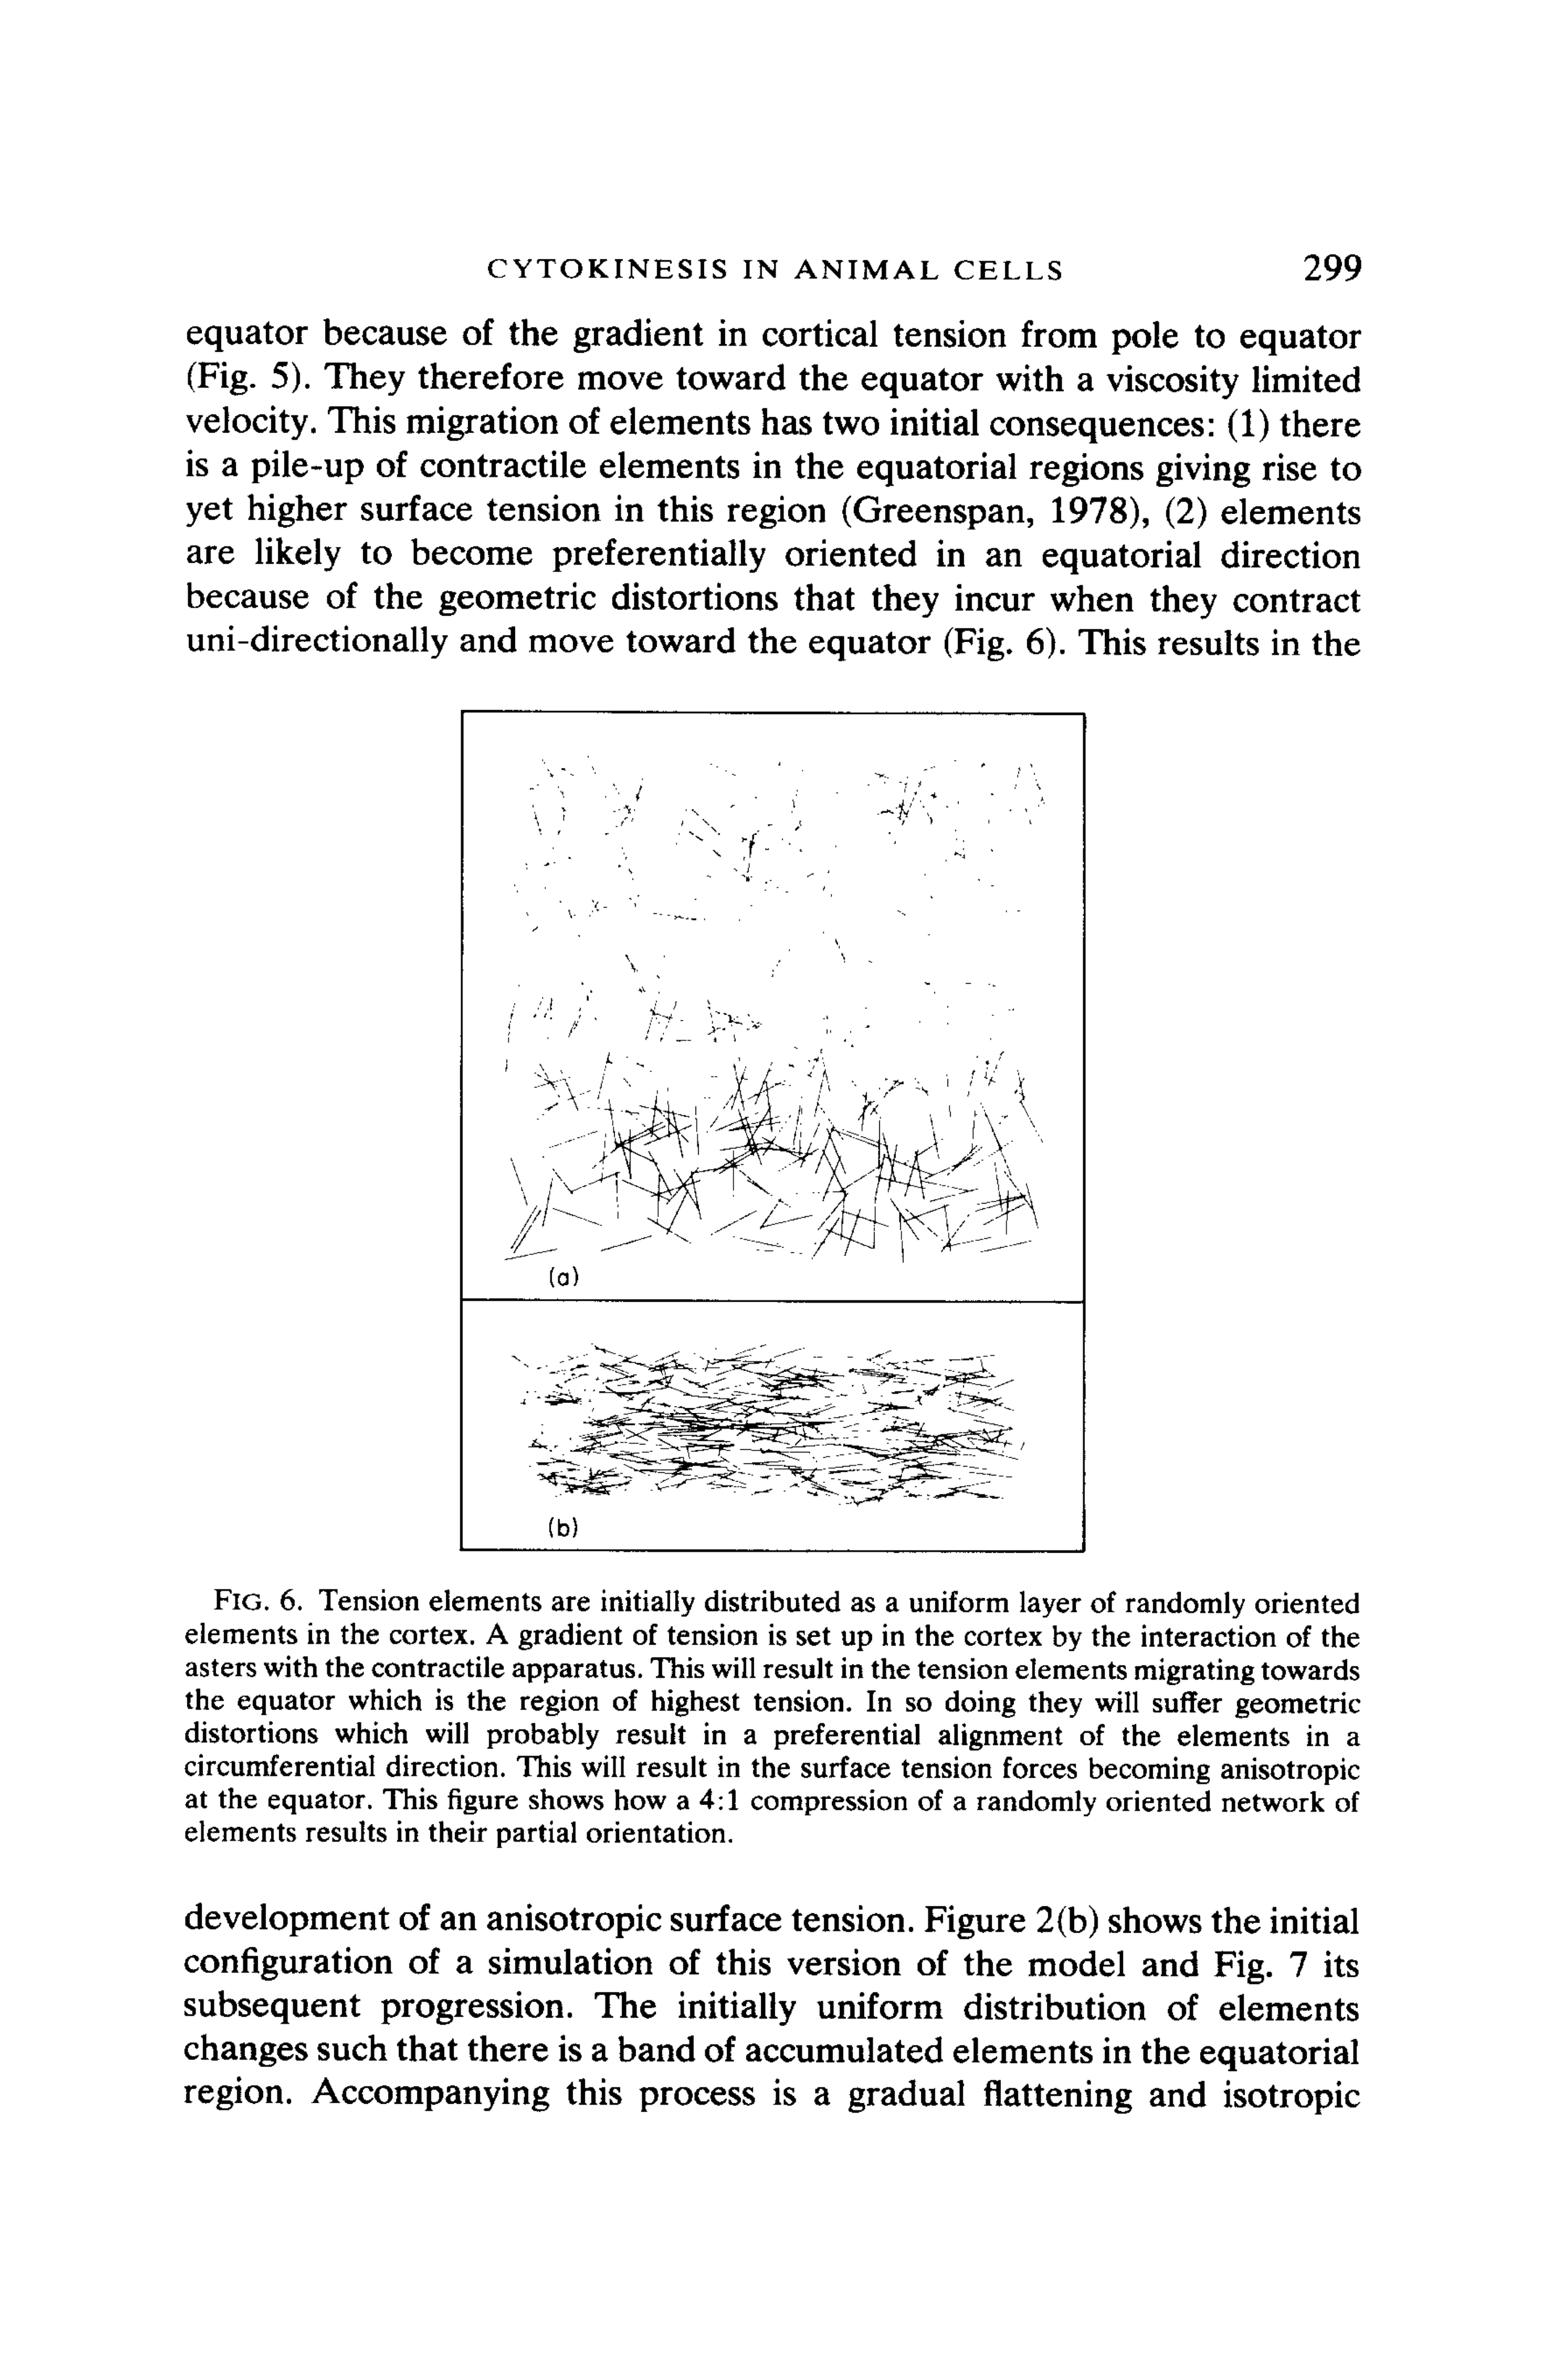 CYTOKINESIS IN ANIMAL CELLS 299
equator because of the gradient in cortical tension from pole to equator
(Fig. 5). They therefore move toward the equator with a viscosity limited
velocity. This migration of elements has two initial consequences: (1) there
is a pile-up of contractile elements in the equatorial regions giving rise to
yet higher surface tension in this region (Greenspan, 1978), (2) elements
are likely to become preferentially oriented in an equatorial direction
because of the geometric distortions that they incur when they contract
uni-directionally and move toward the equator (Fig. 6). This results in the
(a)
(b)
FIG. 6. Tension elements are initially distributed as a uniform layer of randomly oriented
elements in the cortex. A gradient of tension is set up in the cortex by the interaction of the
asters with the contractile apparatus. This will result in the tension elements migrating towards
the equator which is the region of highest tension. In so doing they will suffer geometric
distortions which will probably result in a preferential alignment of the elements in a
circumferential direction. This will result in the surface tension forces becoming anisotropic
at the equator. This figure shows how a 4:1 compression of a randomly oriented network of
elements results in their partial orientation.
development of an anisotropic surface tension. Figure 2(b) shows the initial
configuration of a simulation of this version of the model and Fig. 7 its
subsequent progression. The initially uniform distribution of elements
changes such that there is a band of accumulated elements in the equatorial
region. Accompanying this process is a gradual flattening and isotropic